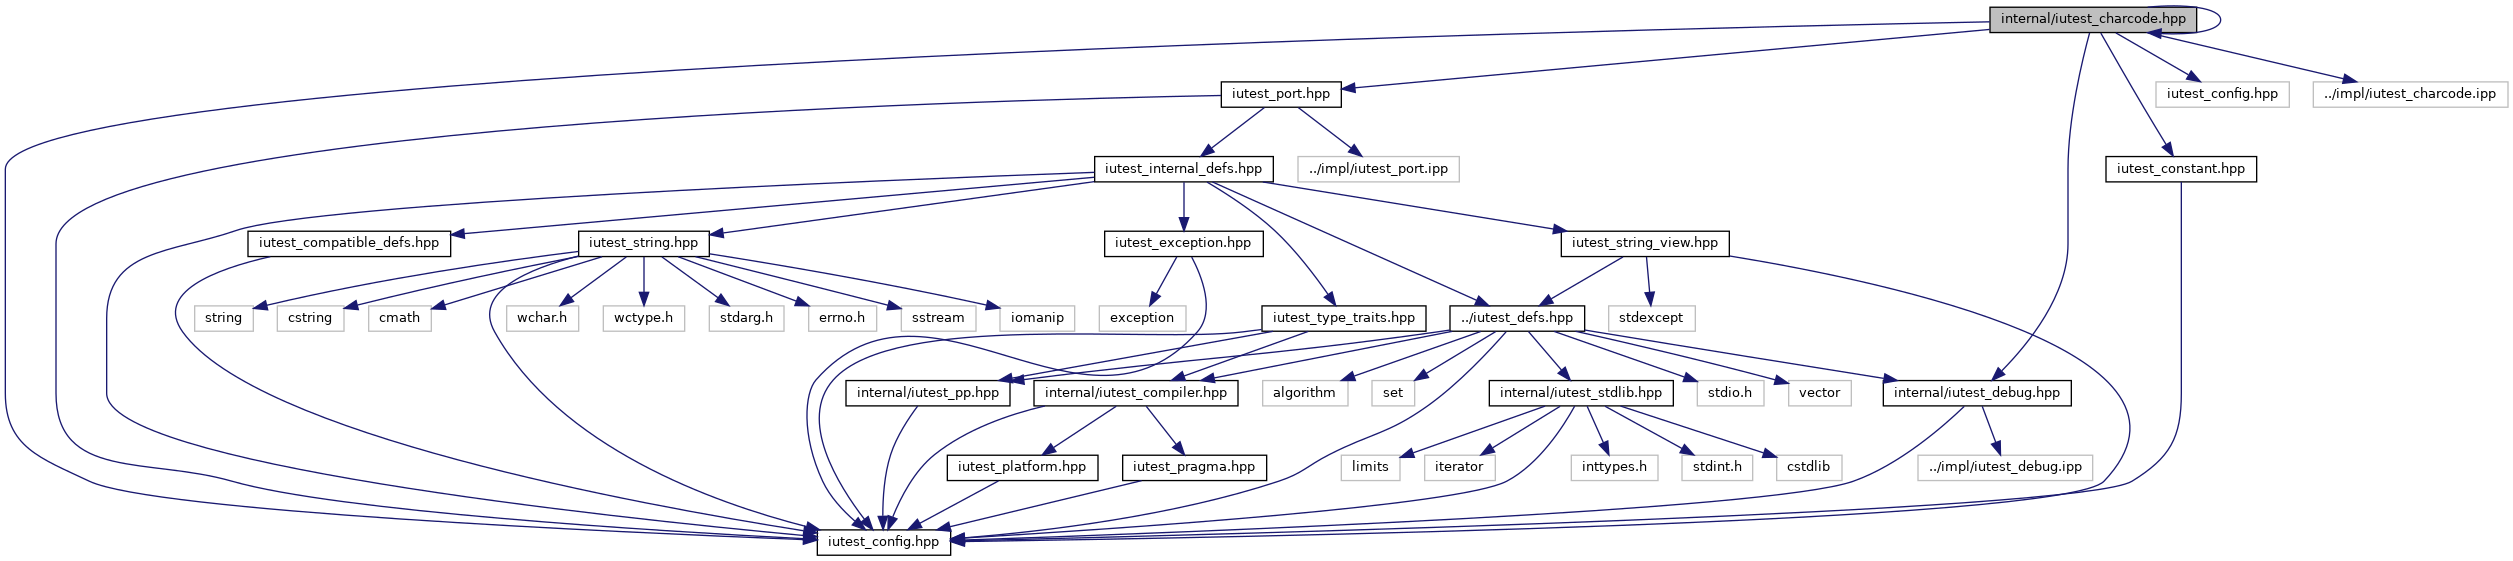 internal/iutest_charcode.hpp
iutest_port.hpp
iutest_config.hpp
../impl/iutest_charcode.ipp
iutest_internal_defs.hpp
../impl/iutest_port.ipp
iutest_constant.hpp
iutest_compatible_defs.hpp
iutest_string.hpp
iutest_exception.hpp
iutest_string_view.hpp
string
cstring
cmath
wchar.h
wctype.h
stdarg.h
errno.h
sstream
iomanip
exception
iutest_type_traits.hpp
../iutest_defs.hpp
stdexcept
internal/iutest_pp.hpp
internal/iutest_compiler.hpp
algorithm
set
internal/iutest_stdlib.hpp
stdio.h
vector
internal/iutest_debug.hpp
iutest_platform.hpp
iutest_pragma.hpp
limits
iterator
inttypes.h
stdint.h
cstdlib
../impl/iutest_debug.ipp
iutest_config.hpp